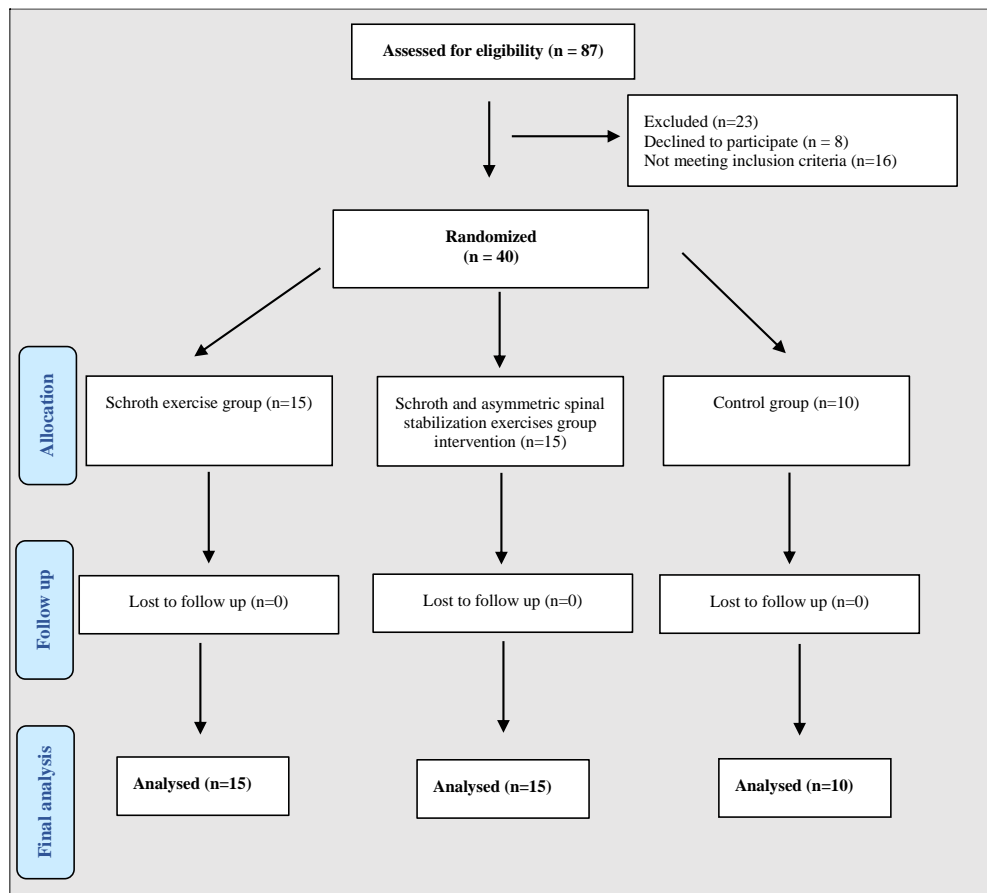 Assessed for eligibility (n = 87)
Excluded (n=23)
Declined to participate (n = 8)
Not meeting inclusion criteria (n=16)
Randomized
(n = 40)
Allocation
Schroth exercise group (n=15)
Schroth and asymmetric spinal
stabilization exercises group
intervention (n=15)
Control group (n=10)
Follow up
Lost to follow up (n=0)
Lost to follow up (n=0)
Lost to follow up (n=0)
Final analysis
Analysed (n=15)
Analysed (n=15)
Analysed (n=10)